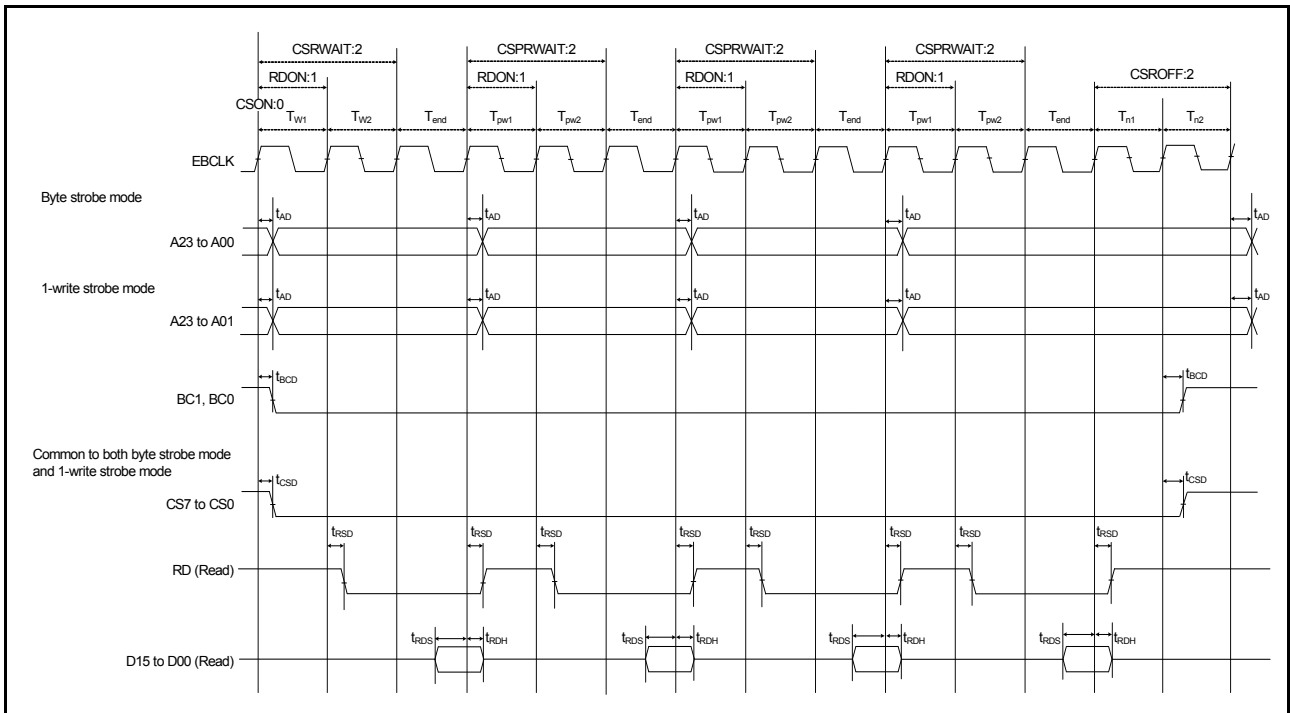 CSRWAIT:2 CSPRWAIT:2 CSPRWAIT:2 CSPRWAIT:2
RDON:1 RDON:1 RDON:1 RDON:1 CSROFF:2
CSON:0
TW1 TW2 Tend Tpw1 Tpw2 Tend Tpw1 Tpw2 Tend Tpw1 Tpw2 Tend Tn1 Tn2
EBCLK
Byte strobe mode
tAD tAD tAD tAD tAD
A23 to A00
1-write strobe mode
tAD tAD tAD tAD tAD
A23 to A01
tBCD tBCD
BC1, BC0
Common to both byte strobe mode
and 1-write strobe mode
tCSD tCSD
CS7 to CS0
tRSD tRSD tRSD tRSD tRSD tRSD tRSD tRSD
RD (Read)
tRDS tRDH tRDS tRDH tRDS tRDH tRDS tRDH
D15 to D00 (Read)